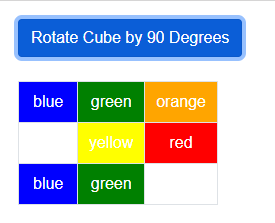 Rotate Cube by 90 Degrees
blue green orange
yellow red
blue green